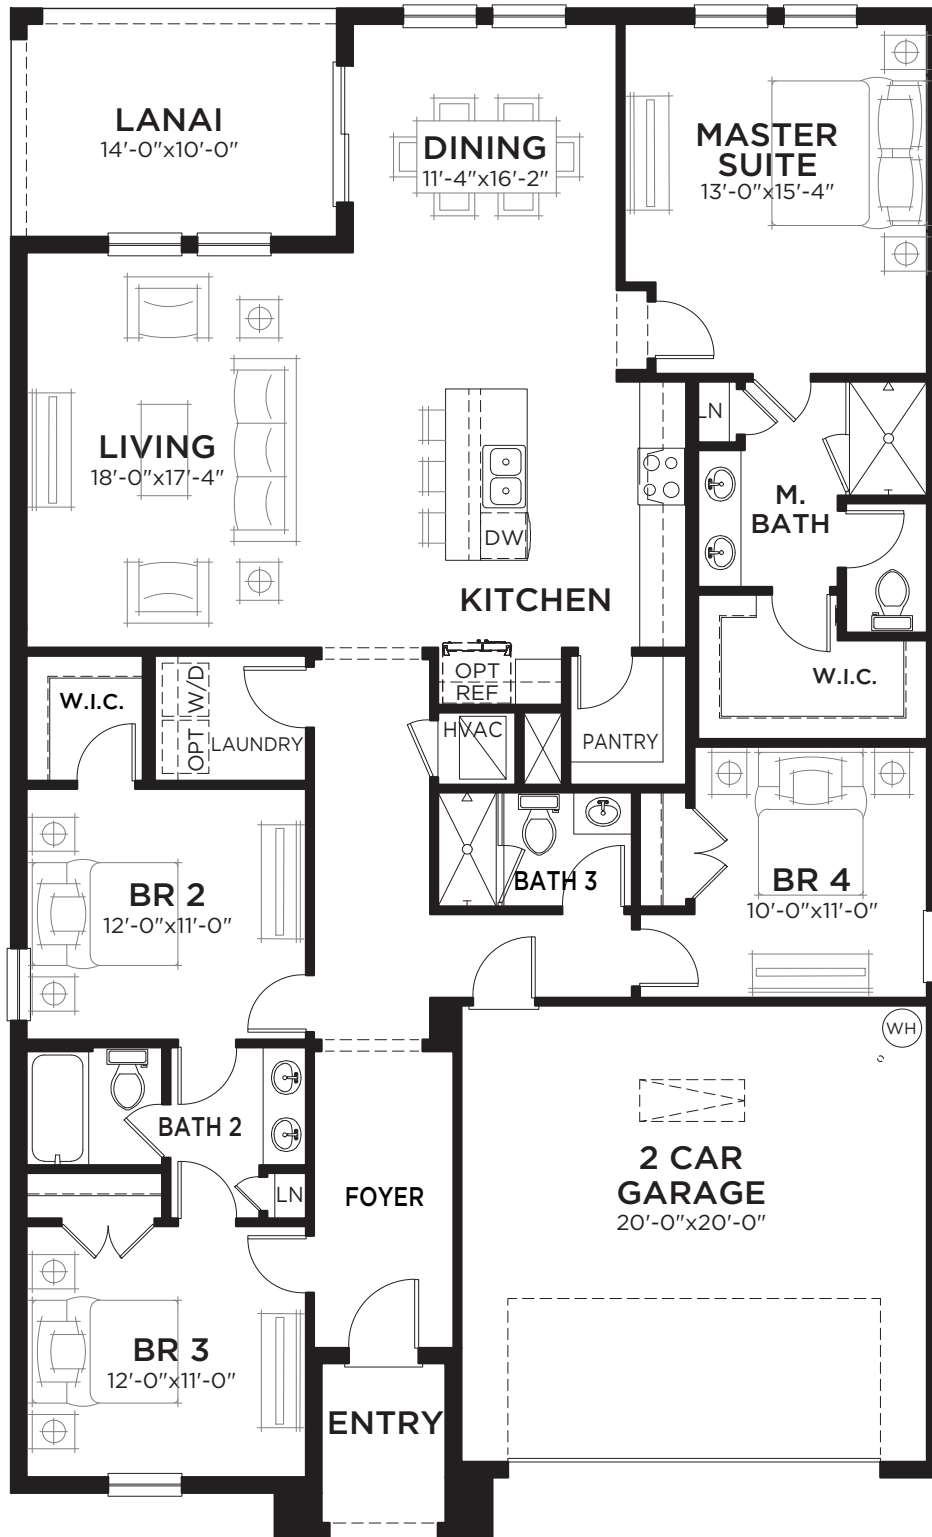 LANAI
14'-0"x10'-0"
DINING
11'-4"x16'-2"
MASTER
SUITE
13'-0"x15'-4"
LIVING
18'-0"x17'-4"
LN
M.
BATH
DW
KITCHEN
W.I.C.
OPT W/D
LAUNDRY
OPT
REF
HVAC
PANTRY
W.I.C.
BR 2
12'-0"x11'-0"
BATH 3
BR 4
10'-0"x11'-0"
WH
BATH 2
LN
FOYER
2 CAR
GARAGE
20'-0"x20'-0"
BR 3
12'-0"x11'-0"
ENTRY